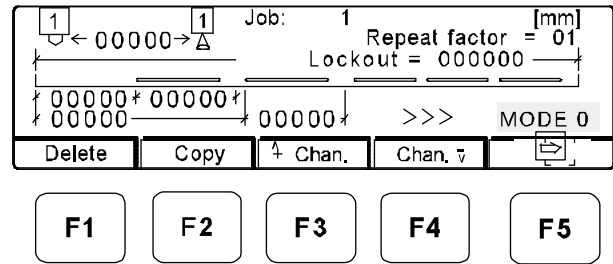 1 1 Job: 1 [mm]
00000 Repeat factor = 01
Lockout = 000000
00000 00000
00000 00000 >>> MODE 0
Delete Copy Chan. Chan.
F1 F2 F3 F4 F5